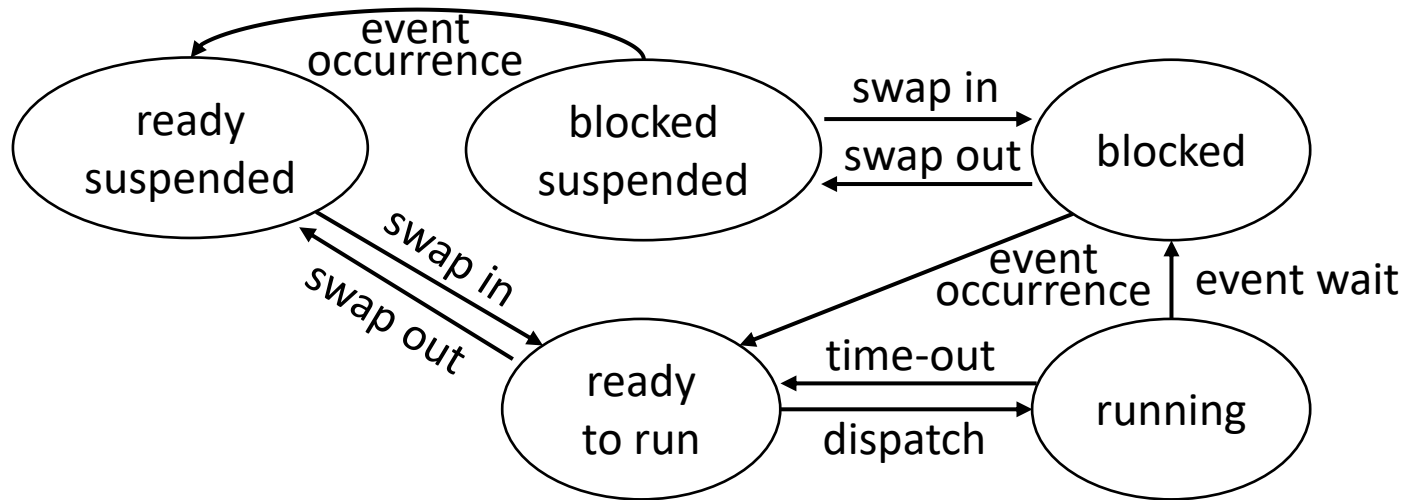 event
occurrence
ready
suspended
blocked
suspended
swap in
swap out
blocked
swap in
swap out
event
occurrence
event wait
ready
to run
time-out
dispatch
running